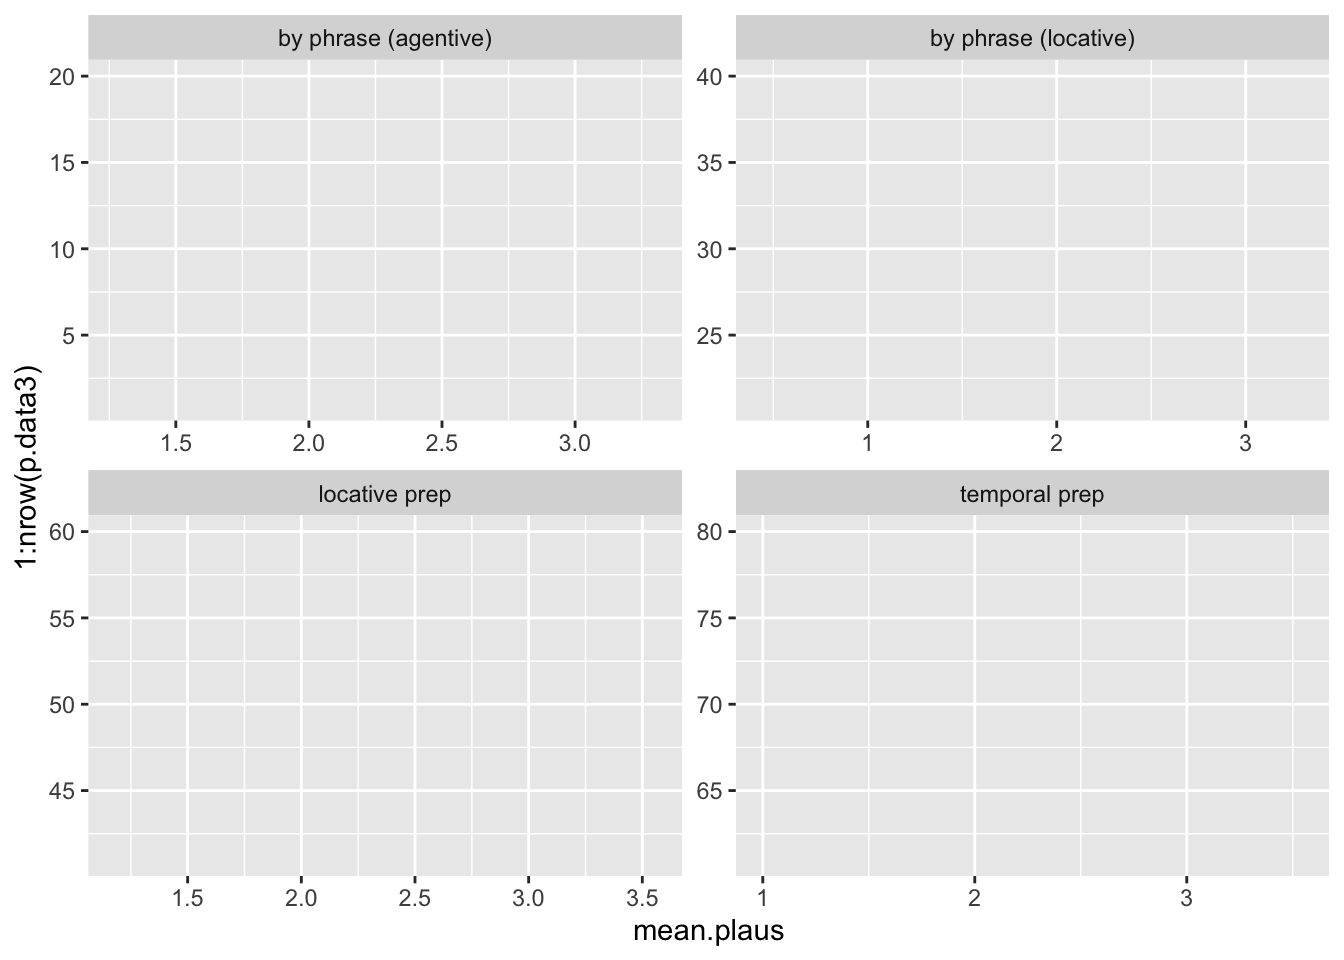 by phrase (agentive)
by phrase (locative)
20
15
10
5
40
35
30
25
1.5 2.0 2.5 3.0
1 2 3
locative prep
temporal prep
60
55
50
45
80
75
70
65
1.5 2.0 2.5 3.0 3.5
1 2 3
mean.plaus
1:nrow(p.data3)